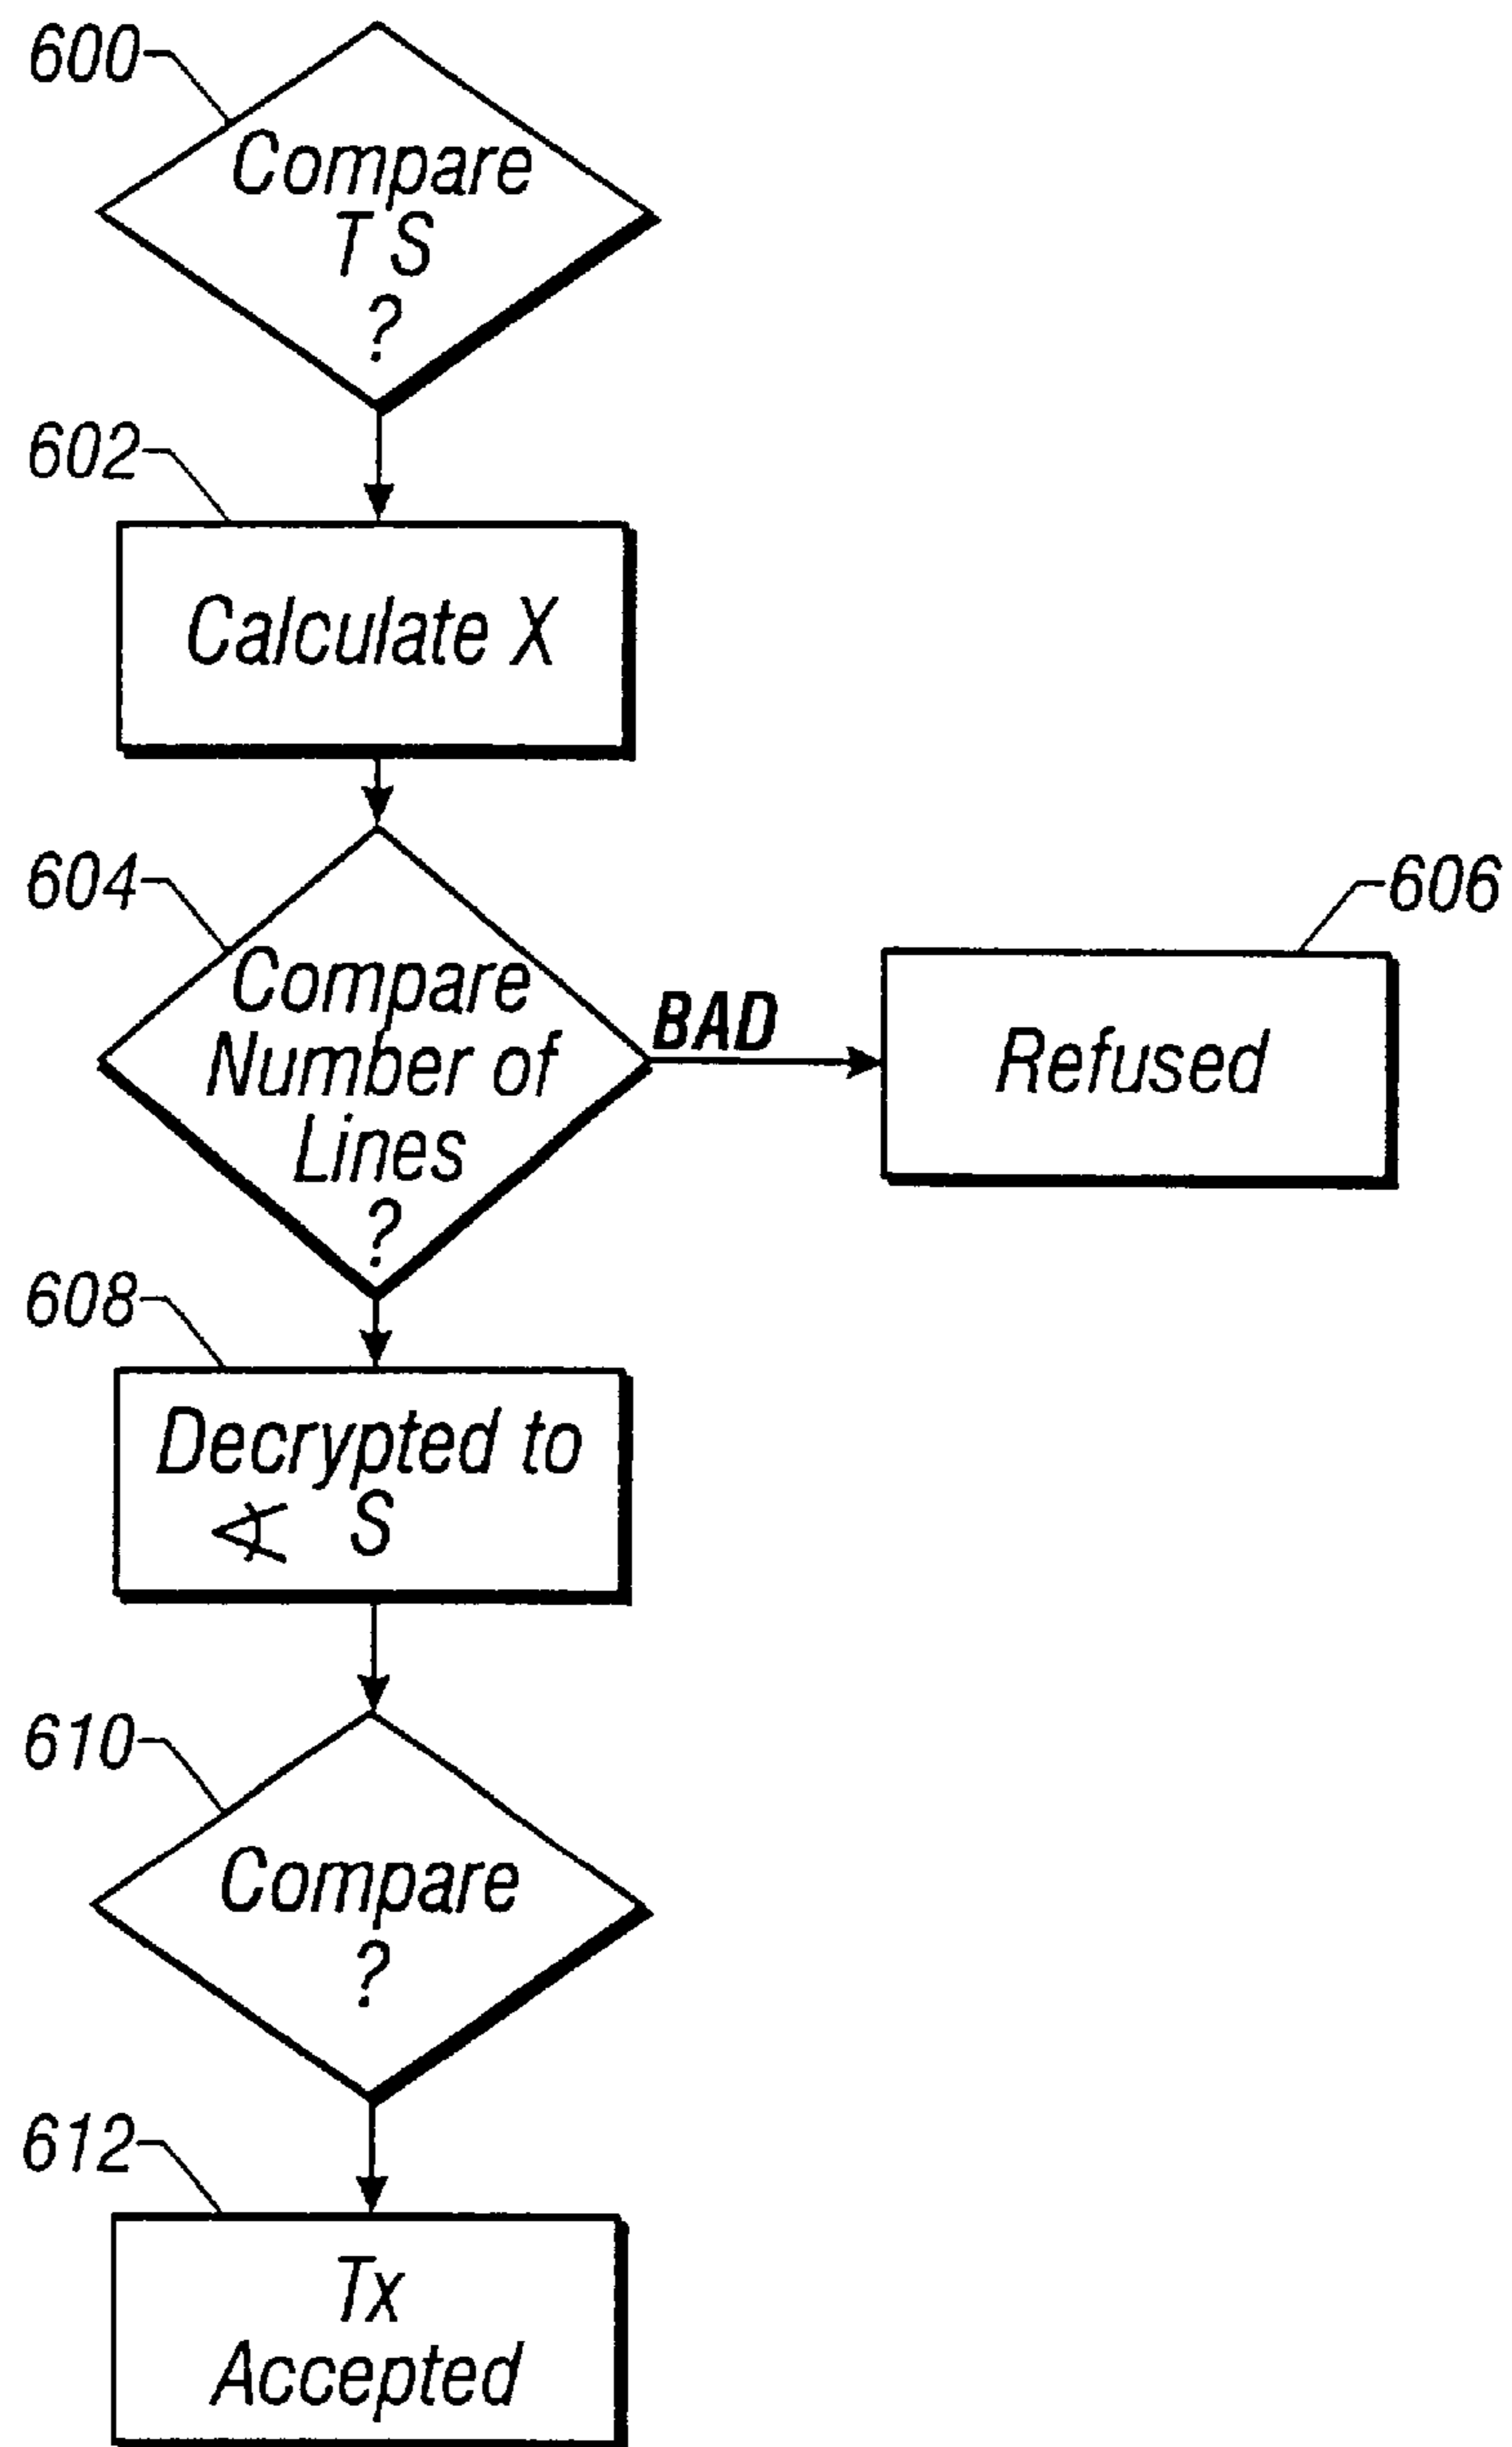 600
Compare
T S
?
602
Calculate X
604
Compare
Number of
Lines
?
BAD
606
Refused
608
Decrypted to
∢ S
610
Compare
?
612
Tx
Accepted